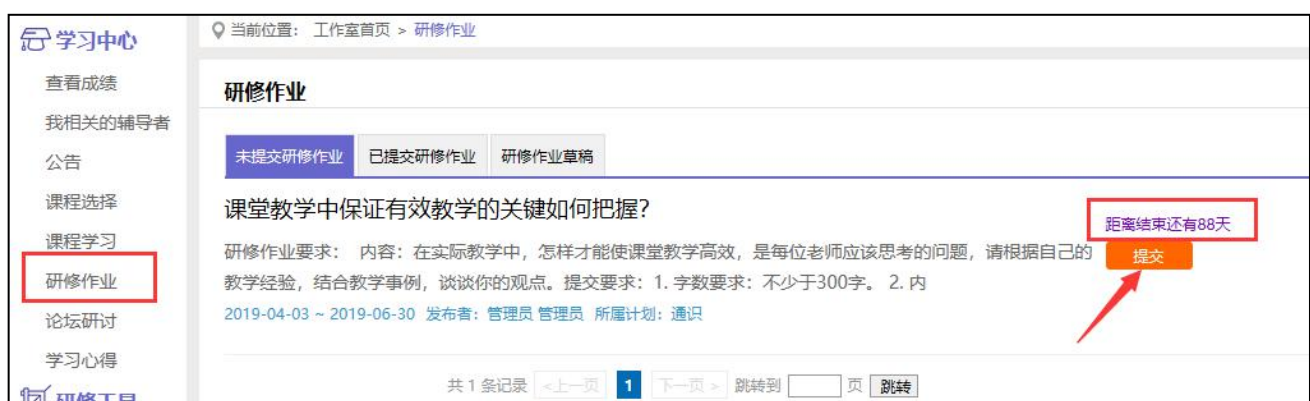 学习中心
查看成绩
我相关的辅导者
公告
课程选择
课程学习
研修作业
论坛研讨
学习心得
研修工具
当前位置： 工作室首页 > 研修作业
研修作业
未提交研修作业 已提交研修作业 研修作业草稿
课堂教学中保证有效教学的关键如何把握？
距离结束还有88天
研修作业要求： 内容：在实际教学中，怎样才能使课堂教学高效，是每位老师应该思考的问题，请根据自己的
提交
教学经验，结合教学事例，谈谈你的观点。提交要求：1. 字数要求：不少于300字。 2. 内
2019-04-03 ~ 2019-06-30 发布者：管理员 管理员 所属计划：通识
共 1 条记录 <上一页 1 下一页 > 跳转到 页 跳转